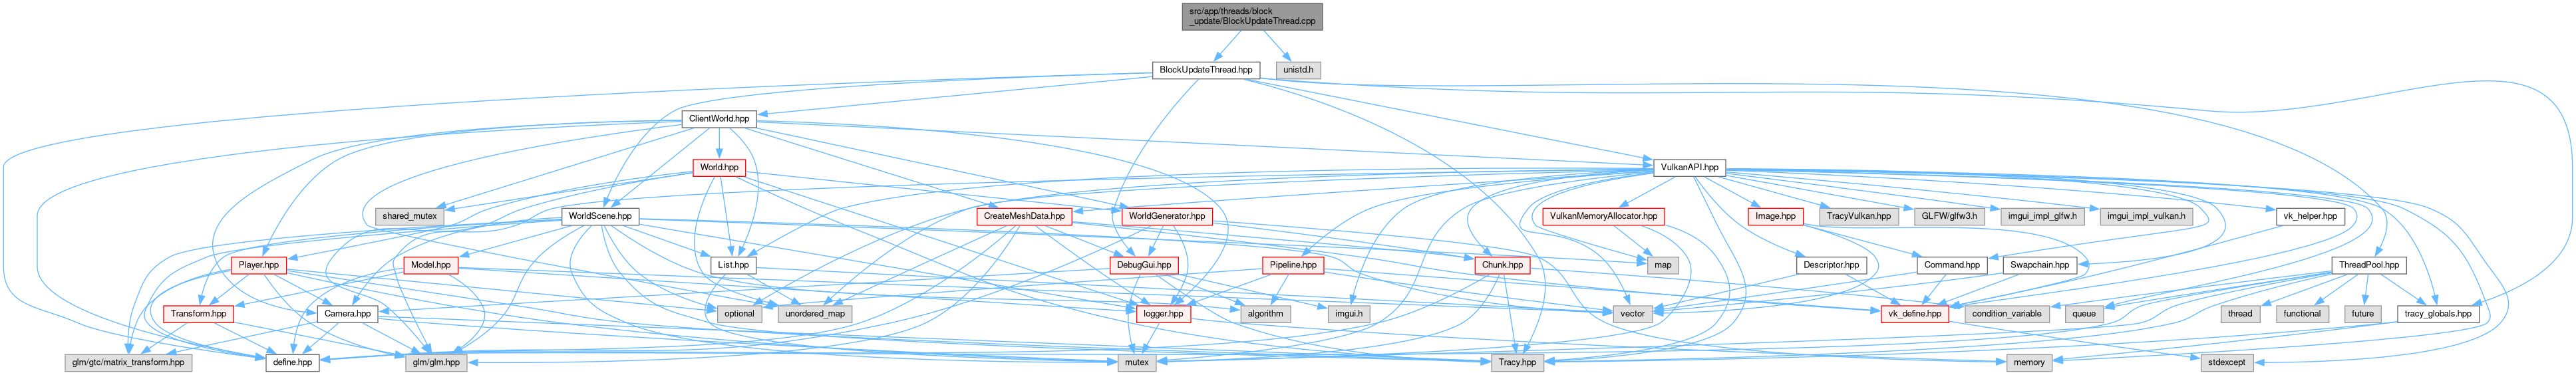 src/app/threads/block
_update/BlockUpdateThread.cpp
BlockUpdateThread.hpp
unistd.h
ClientWorld.hpp
World.hpp
VulkanAPI.hpp
shared_mutex
WorldScene.hpp
CreateMeshData.hpp
WorldGenerator.hpp
VulkanMemoryAllocator.hpp
Image.hpp
TracyVulkan.hpp
GLFW/glfw3.h
imgui_impl_glfw.h
imgui_impl_vulkan.h
vk_helper.hpp
Player.hpp
Model.hpp
List.hpp
DebugGui.hpp
Pipeline.hpp
Chunk.hpp
map
Descriptor.hpp
Command.hpp
Swapchain.hpp
ThreadPool.hpp
Transform.hpp
Camera.hpp
optional
unordered_map
logger.hpp
algorithm
imgui.h
vector
vk_define.hpp
condition_variable
queue
thread
functional
future
tracy_globals.hpp
glm/gtc/matrix_transform.hpp
define.hpp
glm/glm.hpp
mutex
Tracy.hpp
memory
stdexcept